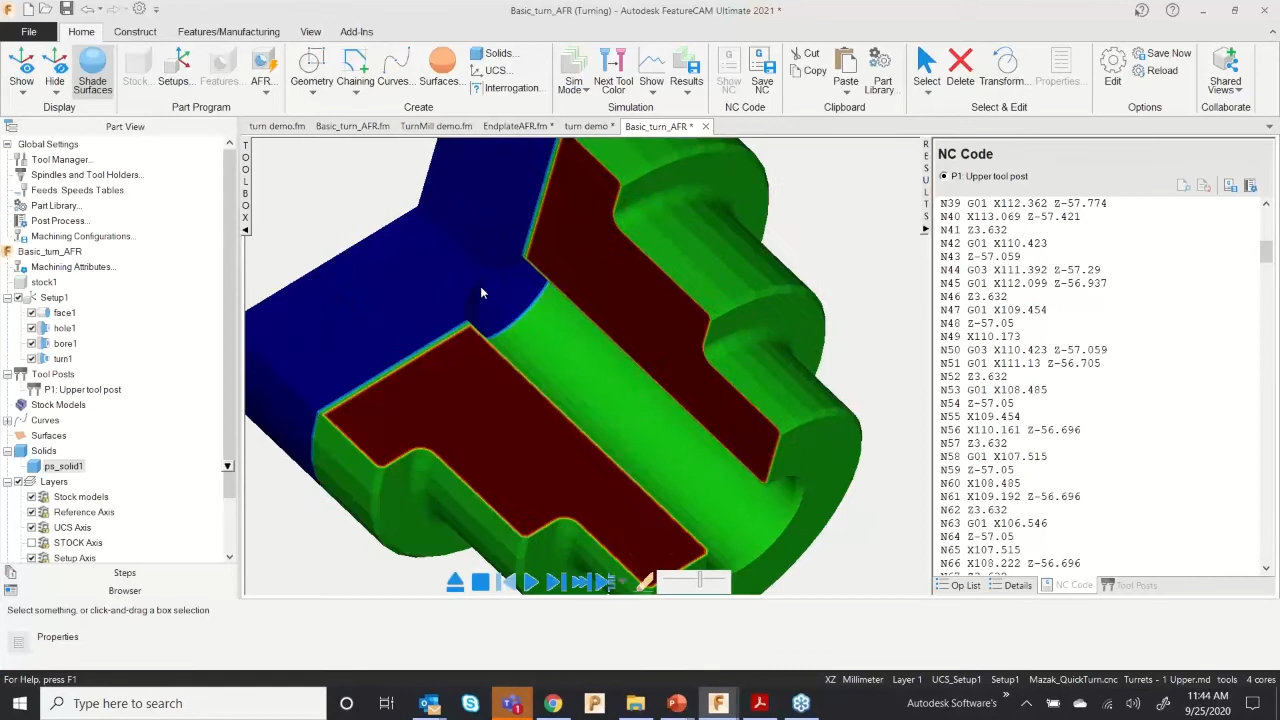 Basic_turn_AFR (Turning) - Autodesk FeatureCAM Ultimate 2021 *
File Home Construct Features/Manufacturing View Add-Ins
Show Hide Shade Surfaces
Display
Stock... Setups... Features... AFR...
Part Program
Geometry Chaining Curves... Surfaces... Solids... UCS... Interrogation...
Create
Sim Mode Next Tool Color Show Results
Simulation
Show NC Save NC
NC Code
Cut Copy Paste Part Library...
Clipboard
Select Delete Transform... Properties...
Select & Edit
Edit Save Now Reload
Options
Shared Views
Collaborate
Part View
turn demo.fm Basic_turn_AFR.fm TurnMill demo.fm EndplateAFR.fm * turn demo * Basic_turn_AFR *
Global Settings
Tool Manager...
Spindles and Tool Holders...
Feeds Speeds Tables
Part Library...
Post Process...
Machining Configurations...
Basic_turn_AFR
Machining Attributes...
stock1
Setup1
face1
hole1
bore1
turn1
Tool Posts
P1: Upper tool post
Stock Models
Curves
Surfaces
Solids
ps_solid1
Layers
Stock models
Reference Axis
UCS Axis
STOCK Axis
Setup Axis
Steps
Browser
TOOLBOX
RESULTS
NC Code
P1: Upper tool post
N39 G01 X112.362 Z-57.774
N40 X113.069 Z-57.421
N41 Z3.632
N42 G01 X110.423
N43 Z-57.059
N44 G03 X111.392 Z-57.29
N45 G01 X112.099 Z-56.937
N46 Z3.632
N47 G01 X109.454
N48 Z-57.05
N49 X110.173
N50 G03 X110.423 Z-57.059
N51 G01 X111.13 Z-56.705
N52 Z3.632
N53 G01 X108.485
N54 Z-57.05
N55 X109.454
N56 X110.161 Z-56.696
N57 Z3.632
N58 G01 X107.515
N59 Z-57.05
N60 X108.485
N61 X109.192 Z-56.696
N62 Z3.632
N63 G01 X106.546
N64 Z-57.05
N65 X107.515
N66 X108.222 Z-56.696
Op List Details NC Code Tool Posts
Select something, or click-and-drag a box selection
Properties
For Help, press F1
XZ Millimeter Layer 1 UCS_Setup1 Setup1 Mazak_QuickTurn.cnc Turrets - 1 Upper.md tools 4 cores
Type here to search
Autodesk Software's
11:44 AM
9/25/2020